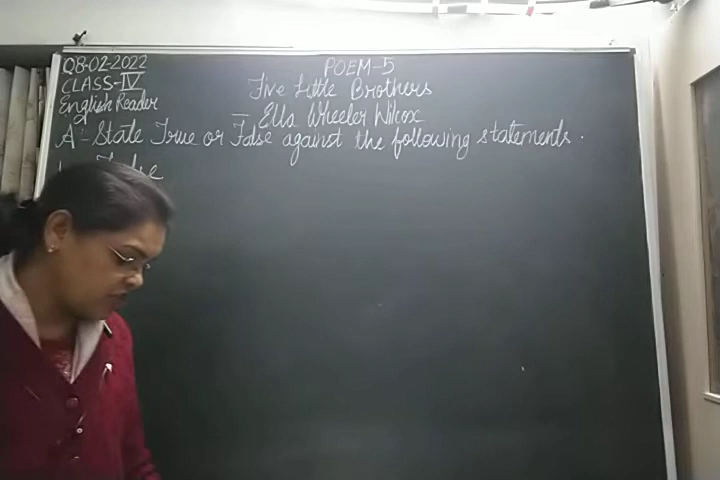 08-02-2022
CLASS-IV
English Reader
POEM-5
Five Little Brothers
– Ella Wheeler Wilcox
A:- State True or False against the following statements.